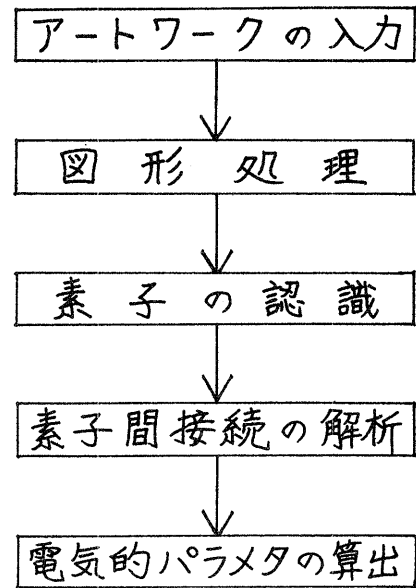 アートワークの入力
図形処理
素子の認識
素子間接続の解析
電気的パラメタの算出